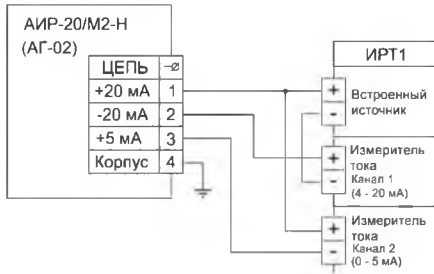 АИР-20/М2-Н
(АГ-02)
ЦЕПЬ
+20 мА 1
-20 мА 2
+5 мА 3
Корпус 4
ИРТ1
+ Встроенный
- источник
+ Измеритель
тока
- Канал 1
(4 - 20 мА)
+ Измеритель
тока
- Канал 2
(0 - 5 мА)